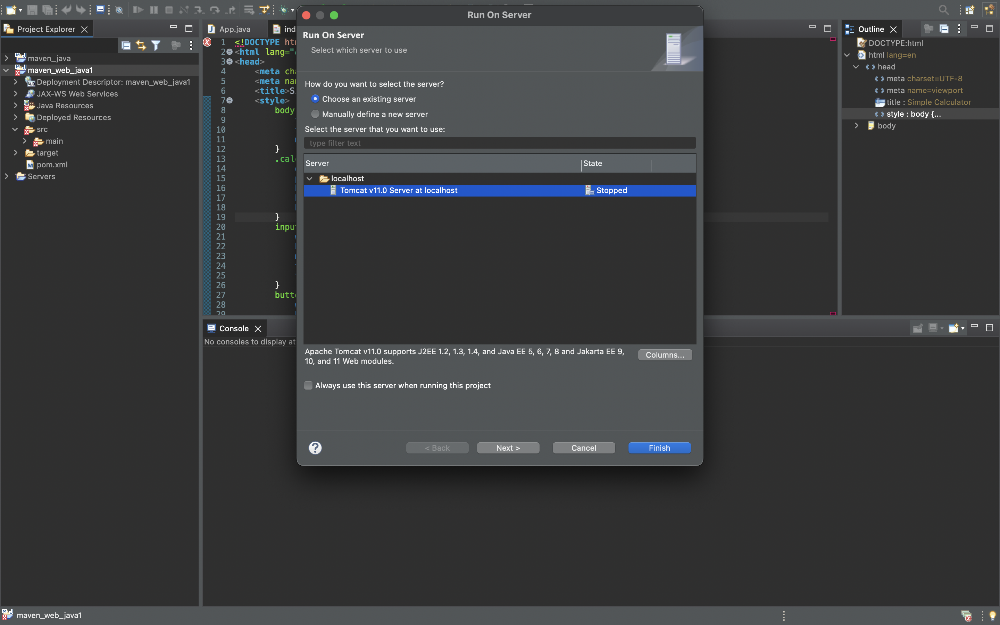 Run On Server
Project Explorer
maven_java
maven_web_java1
Deployment Descriptor: maven_web_java1
JAX-WS Web Services
Java Resources
Deployed Resources
src
main
target
pom.xml
Servers
App.java
ind
1 <!DOCTYPE
2 <html lang="
3 <head>
4 <meta
5 <meta
6 <title>
7 <style>
8 body
9
10
11
12 }
13
14
15
16
17
18
19 }
20
21
22
23
24
25
26 }
27
28
29
Run On Server
Select which server to use
How do you want to select the server?
Choose an existing server
Manually define a new server
Select the server that you want to use:
type filter text
Server State
localhost
Tomcat v11.0 Server at localhost Stopped
Apache Tomcat v11.0 supports J2EE 1.2, 1.3, 1.4, and Java EE 5, 6, 7, 8 and Jakarta EE 9,
10, and 11 Web modules.
Columns...
Always use this server when running this project
< Back Next > Cancel Finish
Outline
DOCTYPE:html
html lang=en
head
meta charset=UTF-8
meta name=viewport
title : Simple Calculator
style : body {...
body
Console
No consoles to display at
maven_web_java1